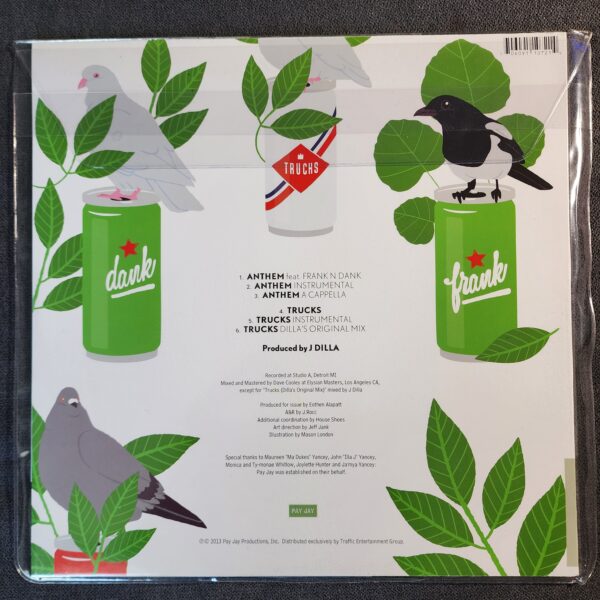 TRUCKS
dank
frank
1. ANTHEM feat. FRANK N DANK
2. ANTHEM INSTRUMENTAL
3. ANTHEM A CAPPELLA
4. TRUCKS
5. TRUCKS INSTRUMENTAL
6. TRUCKS DILLA'S ORIGINAL MIX
Produced by J DILLA
Recorded at Studio A, Detroit MI
Mixed and Mastered by Dave Cooley at Elysian Masters, Los Angeles CA,
except for "Trucks (Dilla's Original Mix)" mixed by J Dilla
Produced for issue by Eothen Alapatt
A&R by J.Rocc
Additional coordination by House Shoes
Art direction by Jeff Jank
Illustration by Mason London
Special thanks to Maureen "Ma Dukes" Yancey, John "Illa J" Yancey,
Monica and Ty-monae Whitlow, Joylette Hunter and Ja'mya Yancey:
Pay Jay was established on their behalf.
PAY JAY
℗© 2013 Pay Jay Productions, Inc. Distributed exclusively by Traffic Entertainment Group.